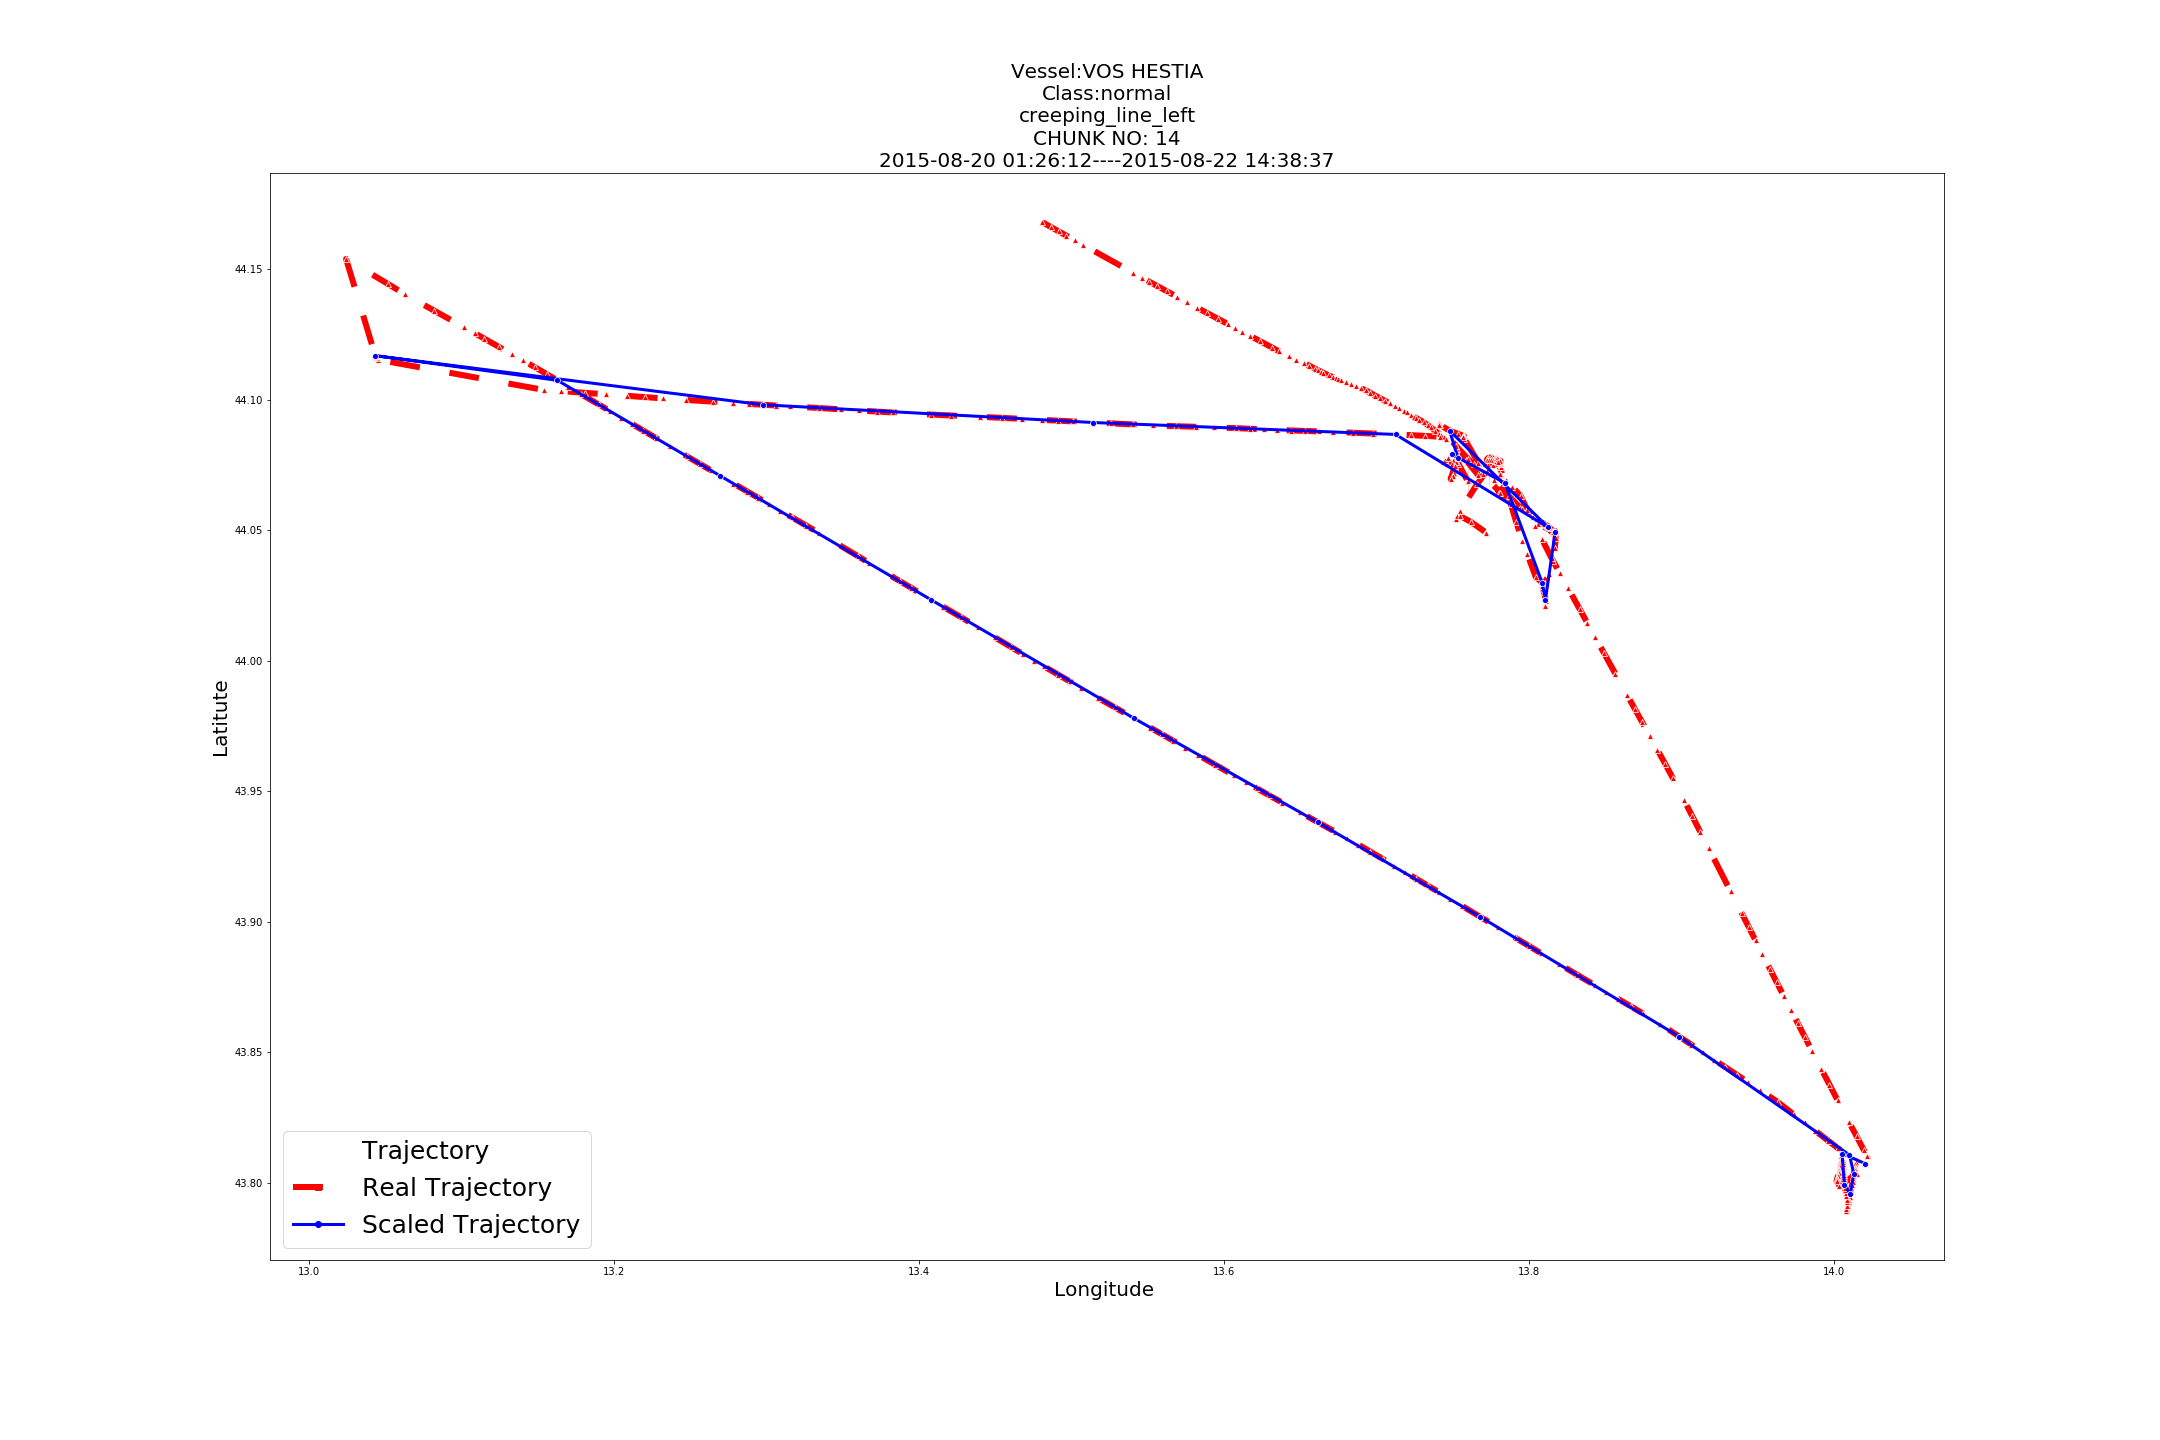 Vessel:VOS HESTIA
Class:normal
creeping_line_left
CHUNK NO: 14
2015-08-20 01:26:12----2015-08-22 14:38:37
44.15
44.10
44.05
44.00
43.95
43.90
43.85
43.80
Latitute
Trajectory
Real Trajectory
Scaled Trajectory
13.0
13.2
13.4
13.6
13.8
14.0
Longitude